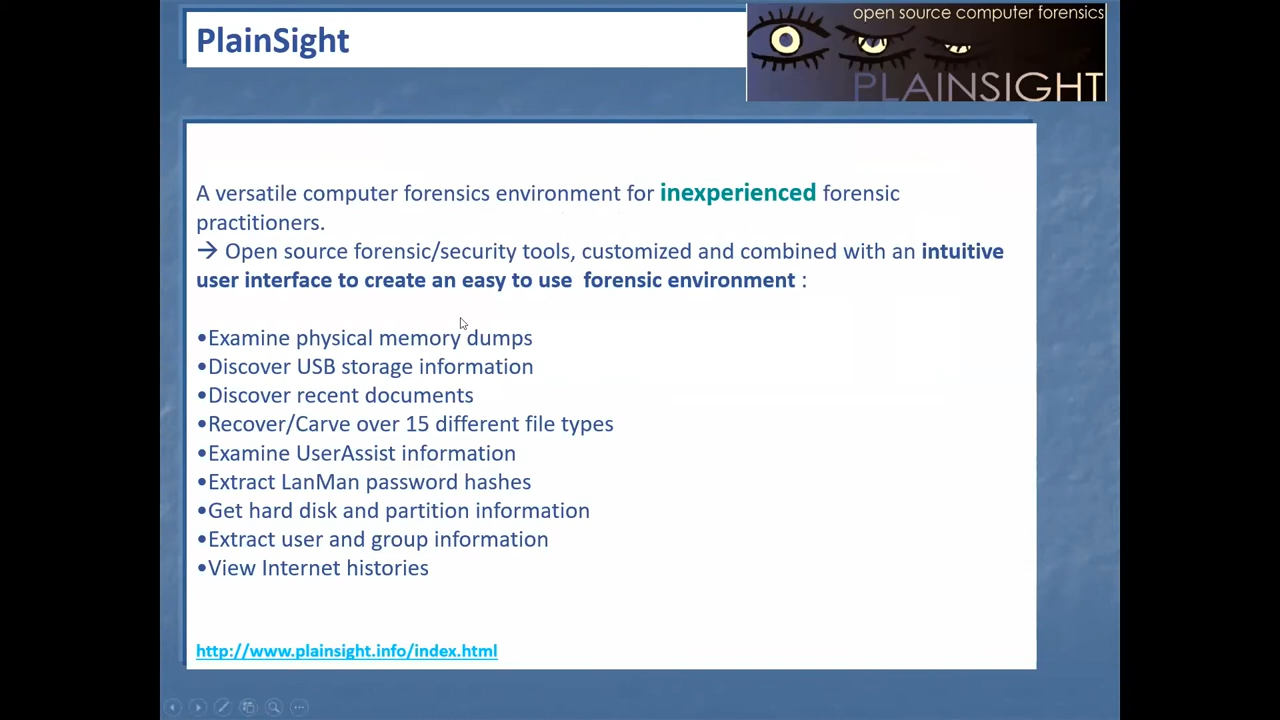 PlainSight
open source computer forensics
PLAINSIGHT
A versatile computer forensics environment for inexperienced forensic
practitioners.
→ Open source forensic/security tools, customized and combined with an intuitive
user interface to create an easy to use  forensic environment :
•Examine physical memory dumps
•Discover USB storage information
•Discover recent documents
•Recover/Carve over 15 different file types
•Examine UserAssist information
•Extract LanMan password hashes
•Get hard disk and partition information
•Extract user and group information
•View Internet histories
http://www.plainsight.info/index.html